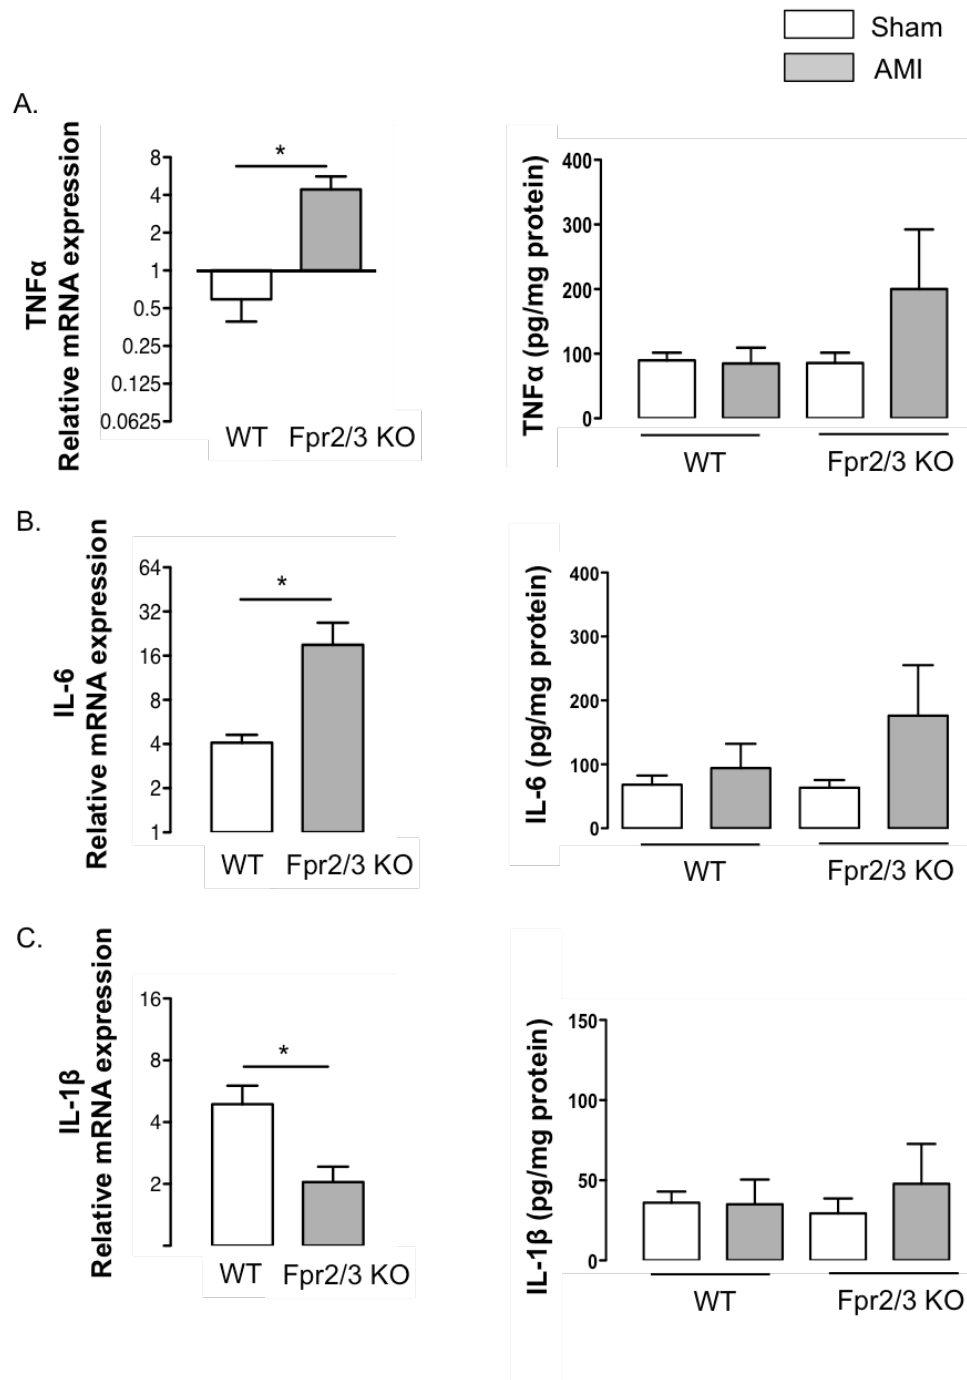 Sham
AMI
A.
TNFα
Relative mRNA expression
8
4
2
1
0.5
0.25
0.125
0.0625
*
WT Fpr2/3 KO
TNFα (pg/mg protein)
400
300
200
100
0
WT Fpr2/3 KO
B.
IL-6
Relative mRNA expression
64
32
16
8
4
2
1
*
WT Fpr2/3 KO
IL-6 (pg/mg protein)
400
300
200
100
0
WT Fpr2/3 KO
C.
IL-1β
Relative mRNA expression
16
8
4
2
*
WT Fpr2/3 KO
IL-1β (pg/mg protein)
150
100
50
0
WT Fpr2/3 KO